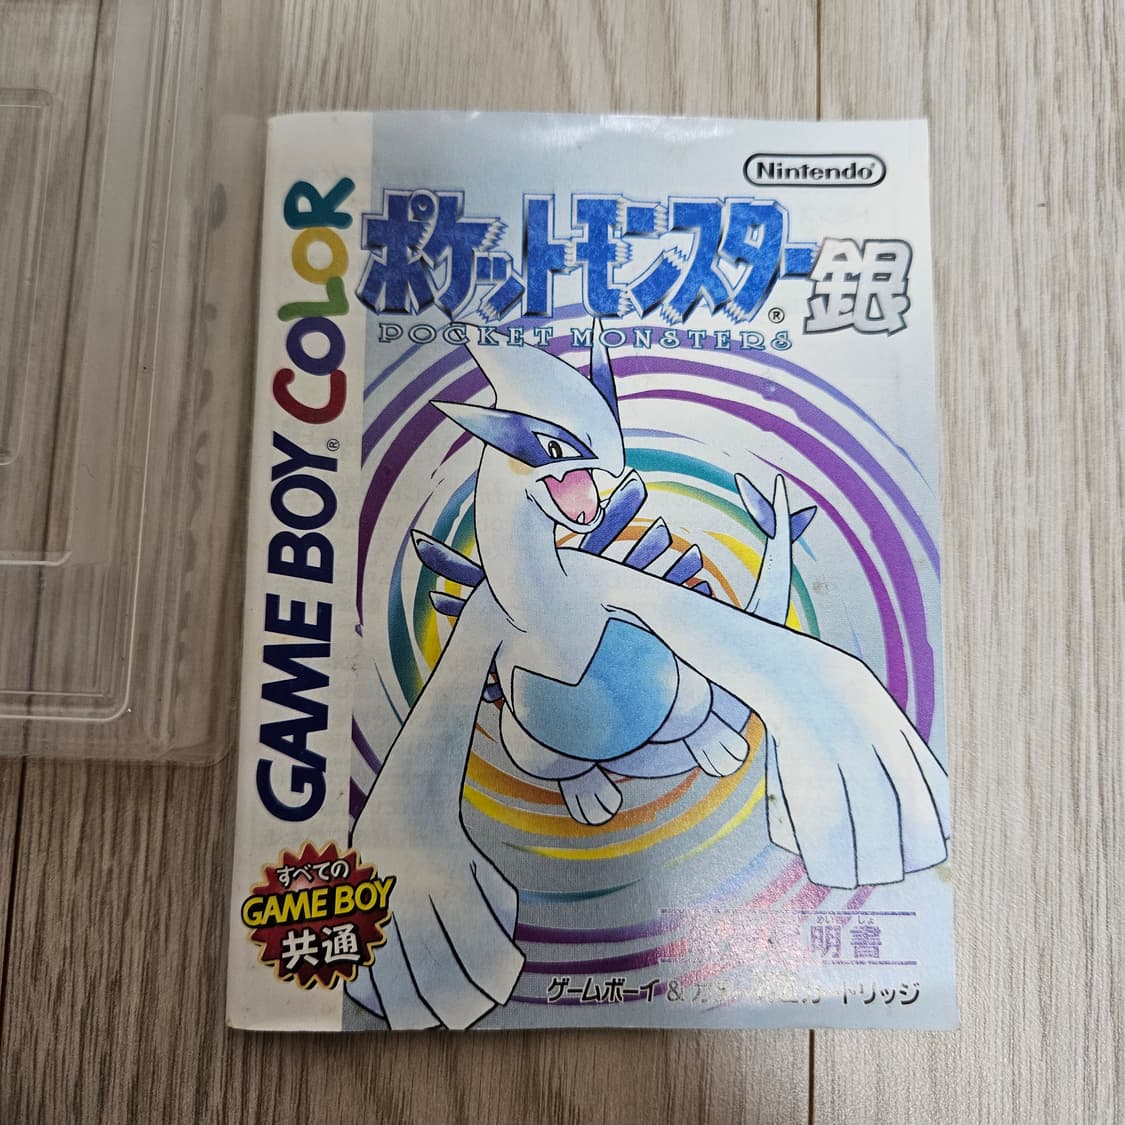 Nintendo®
ポケットモンスター銀
®
POCKET MONSTERS
GAME BOY® COLOR
すべての
GAME BOY
共通
明書
ゲームボーイ & カートリッジ